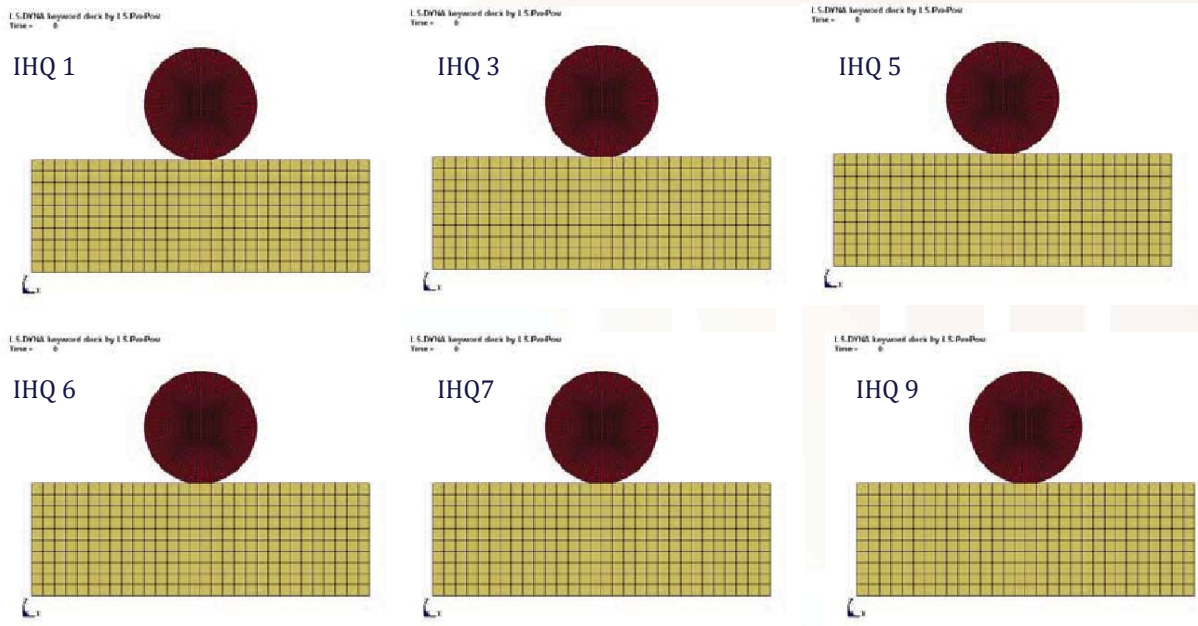 LS-DYNA keyword deck by LS-PrePost
Time = 0
IHQ 1
LS-DYNA keyword deck by LS-PrePost
Time = 0
IHQ 3
LS-DYNA keyword deck by LS-PrePost
Time = 0
IHQ 5
Z
X
Z
X
Z
X
LS-DYNA keyword deck by LS-PrePost
Time = 0
IHQ 6
LS-DYNA keyword deck by LS-PrePost
Time = 0
IHQ7
LS-DYNA keyword deck by LS-PrePost
Time = 0
IHQ 9
Z
X
Z
X
Z
X